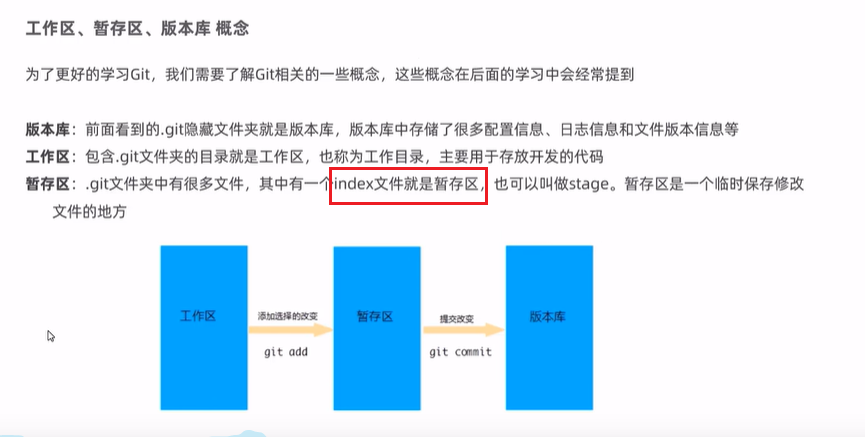 工作区、暂存区、版本库 概念
为了更好的学习Git，我们需要了解Git相关的一些概念，这些概念在后面的学习中会经常提到
版本库：前面看到的.git隐藏文件夹就是版本库，版本库中存储了很多配置信息、日志信息和文件版本信息等
工作区：包含.git文件夹的目录就是工作区，也称为工作目录，主要用于存放开发的代码
暂存区：.git文件夹中有很多文件，其中有一个index文件就是暂存区，也可以叫做stage。暂存区是一个临时保存修改
文件的地方
工作区
添加选择的改变
git add
暂存区
提交改变
git commit
版本库